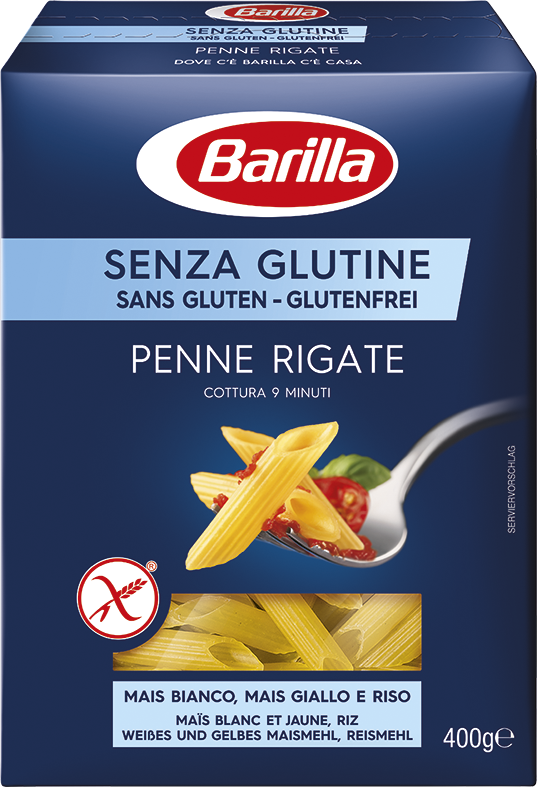 Barilla
SENZA GLUTINE
SANS GLUTEN - GLUTENFREI
PENNE RIGATE
DOVE C'È BARILLA C'È CASA
Barilla
SENZA GLUTINE
SANS GLUTEN - GLUTENFREI
PENNE RIGATE
COTTURA 9 MINUTI
SERVIERVORSCHLAG
®
MAIS BIANCO, MAIS GIALLO E RISO
MAÏS BLANC ET JAUNE, RIZ
WEIßES UND GELBES MAISMEHL, REISMEHL
400g℮